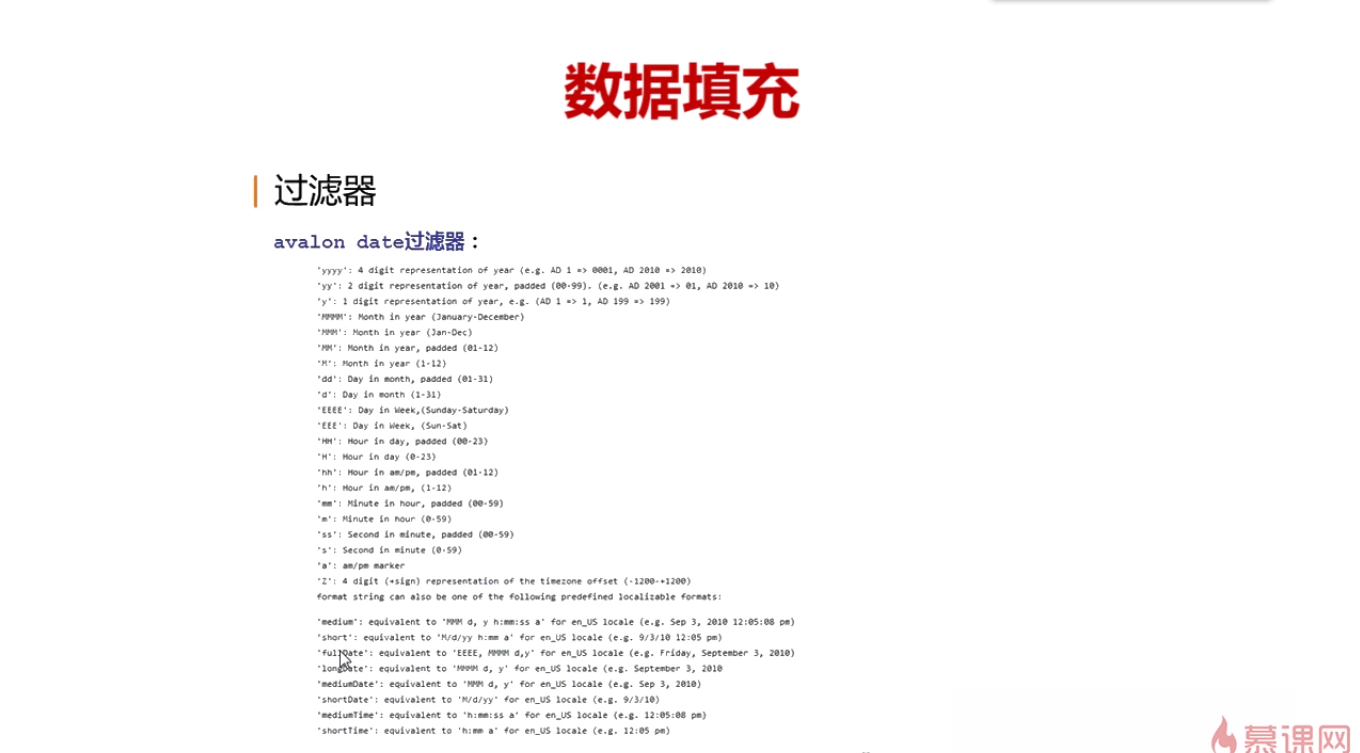 数据填充
过滤器
avalon date过滤器：
'yyyy': 4 digit representation of year (e.g. AD 1 => 0001, AD 2010 => 2010)
'yy': 2 digit representation of year, padded (00-99). (e.g. AD 2001 => 01, AD 2010 => 10)
'y': 1 digit representation of year, e.g. (AD 1 => 1, AD 199 => 199)
'MMMM': Month in year (January-December)
'MMM': Month in year (Jan-Dec)
'MM': Month in year, padded (01-12)
'M': Month in year (1-12)
'dd': Day in month, padded (01-31)
'd': Day in month (1-31)
'EEEE': Day in Week,(Sunday-Saturday)
'EEE': Day in Week, (Sun-Sat)
'HH': Hour in day, padded (00-23)
'H': Hour in day (0-23)
'hh': Hour in am/pm, padded (01-12)
'h': Hour in am/pm, (1-12)
'mm': Minute in hour, padded (00-59)
'm': Minute in hour (0-59)
'ss': Second in minute, padded (00-59)
's': Second in minute (0-59)
'a': am/pm marker
'Z': 4 digit (+sign) representation of the timezone offset (-1200-+1200)
format string can also be one of the following predefined localizable formats:
'medium': equivalent to 'MMM d, y h:mm:ss a' for en_US locale (e.g. Sep 3, 2010 12:05:08 pm)
'short': equivalent to 'M/d/yy h:mm a' for en_US locale (e.g. 9/3/10 12:05 pm)
'fullDate': equivalent to 'EEEE, MMMM d,y' for en_US locale (e.g. Friday, September 3, 2010)
'longDate': equivalent to 'MMMM d, y' for en_US locale (e.g. September 3, 2010
'mediumDate': equivalent to 'MMM d, y' for en_US locale (e.g. Sep 3, 2010)
'shortDate': equivalent to 'M/d/yy' for en_US locale (e.g. 9/3/10)
'mediumTime': equivalent to 'h:mm:ss a' for en_US locale (e.g. 12:05:08 pm)
'shortTime': equivalent to 'h:mm a' for en_US locale (e.g. 12:05 pm)
慕课网